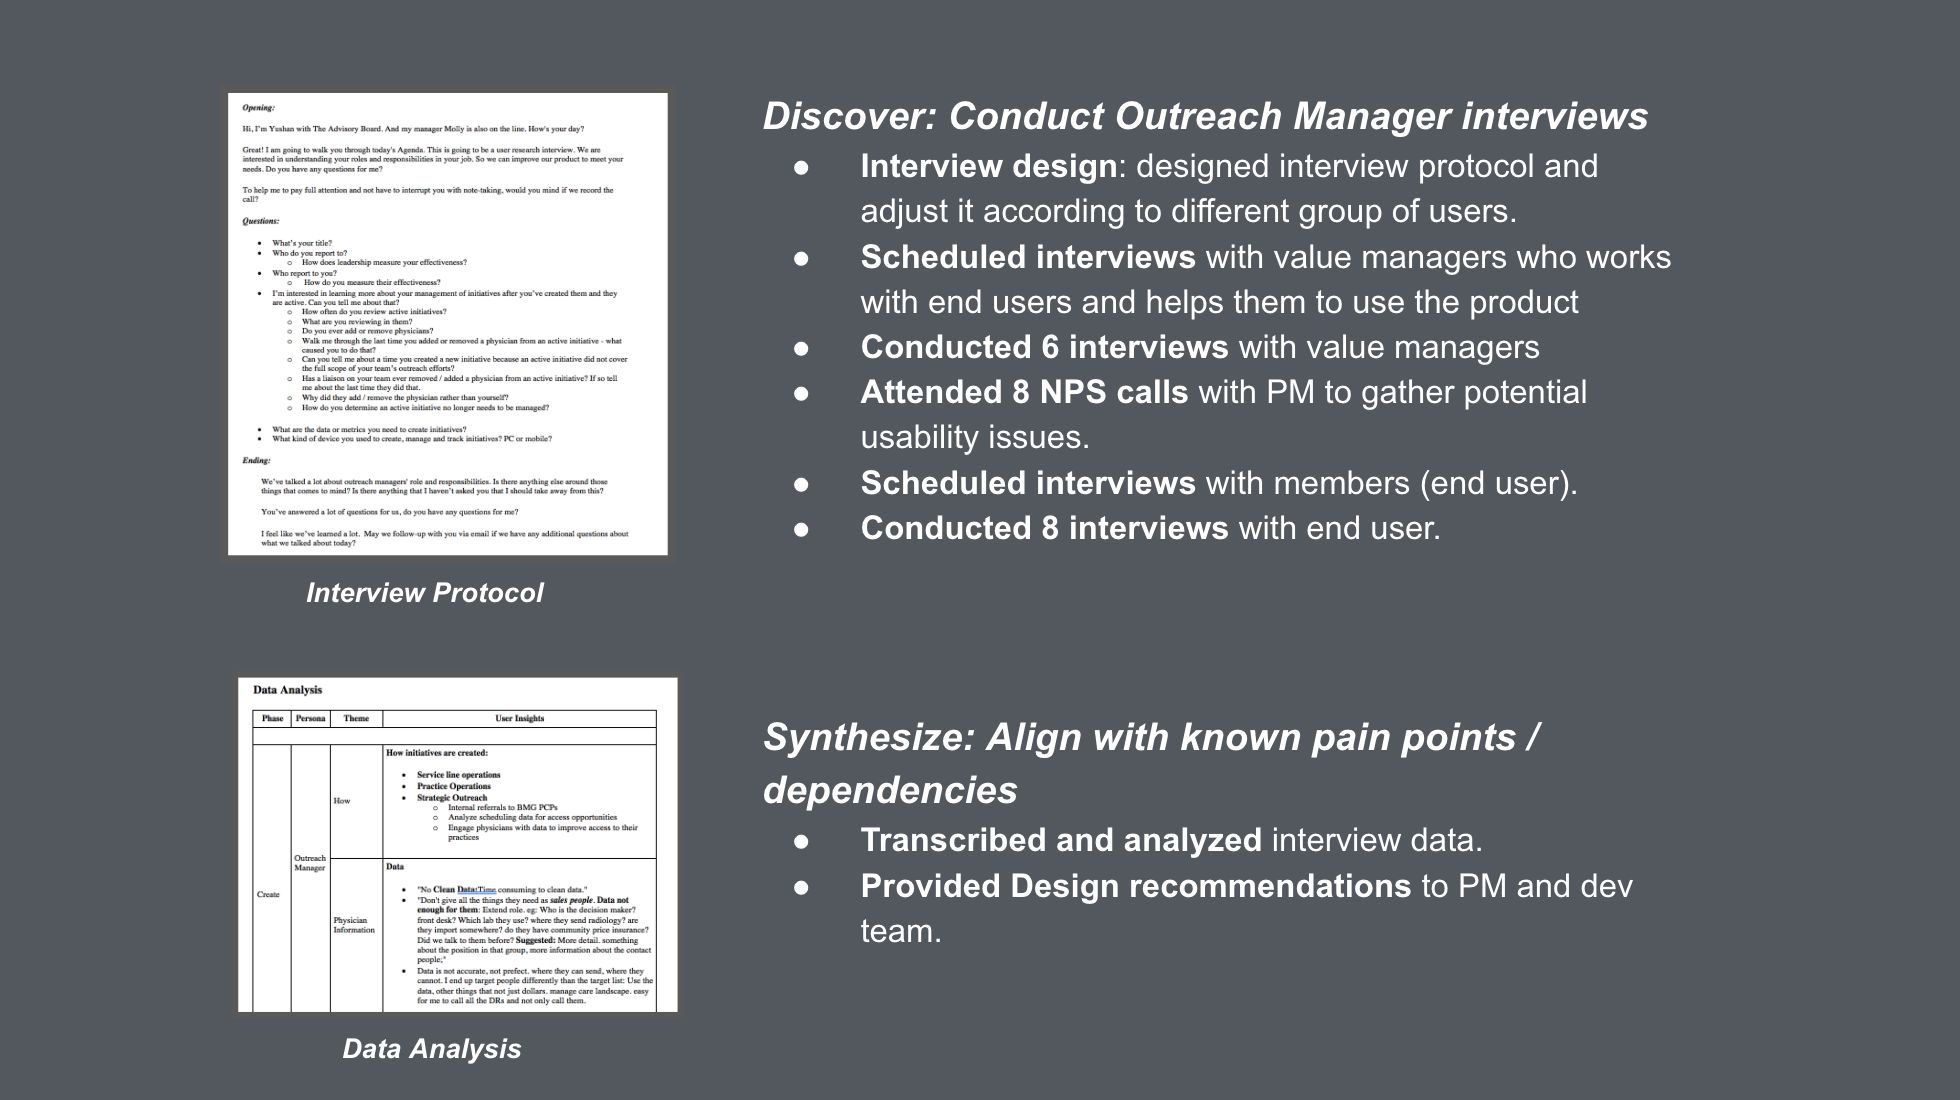 Opening:
Hi, I'm Yushan with The Advisory Board. And my manager Molly is also on the line. How's your day?
Great! I am going to walk you through today's Agenda. This is going to be a user research interview. We are
interested in understanding your roles and responsibilities in your job. So we can improve our product to meet your
needs. Do you have any questions for me?
To help me to pay full attention and not have to interrupt you with note-taking, would you mind if we record the
call?
Questions:
• What's your title?
• Who do you report to?
o How does leadership measure your effectiveness?
• Who report to you?
o How do you measure their effectiveness?
• I'm interested in learning more about your management of initiatives after you've created them and they
are active. Can you tell me about that?
o How often do you review active initiatives?
o What are you reviewing in them?
o Do you ever add or remove physicians?
o Walk me through the last time you added or removed a physician from an active initiative - what
caused you to do that?
o Can you tell me about a time you created a new initiative because an active initiative did not cover
the full scope of your team's outreach efforts?
o Has a liaison on your team ever removed / added a physician from an active initiative? If so tell
me about the last time they did that.
o Why did they add / remove the physician rather than yourself?
o How do you determine an active initiative no longer needs to be managed?
• What are the data or metrics you need to create initiatives?
• What kind of device you used to create, manage and track initiatives? PC or mobile?
Ending:
We've talked a lot about outreach managers' role and responsibilities. Is there anything else around those
things that comes to mind? Is there anything that I haven't asked you that I should take away from this?
You've answered a lot of questions for us, do you have any questions for me?
I feel like we've learned a lot. May we follow-up with you via email if we have any additional questions about
what we talked about today?
Interview Protocol
Discover: Conduct Outreach Manager interviews
● Interview design: designed interview protocol and
adjust it according to different group of users.
● Scheduled interviews with value managers who works
with end users and helps them to use the product
● Conducted 6 interviews with value managers
● Attended 8 NPS calls with PM to gather potential
usability issues.
● Scheduled interviews with members (end user).
● Conducted 8 interviews with end user.
Data Analysis
Phase Persona Theme User Insights
Create
Outreach
Manager
How
How initiatives are created:
• Service line operations
• Practice Operations
• Strategic Outreach
o Internal referrals to BMG PCPs
o Analyze scheduling data for access opportunities
o Engage physicians with data to improve access to their
practices
Physician
Information
Data
• "No Clean Data:Time consuming to clean data."
• "Don't give all the things they need as sales people. Data not
enough for them: Extend role. eg: Who is the decision maker?
front desk? Which lab they use? where they send radiology? are
they import somewhere? do they have community price insurance?
Did we talk to them before? Suggested: More detail. something
about the position in that group, more information about the contact
people;"
• Data is not accurate, not prefect. where they can send, where they
cannot. I end up target people differently than the target list: Use the
data, other things that not just dollars. manage care landscape. easy
for me to call all the DRs and not only call them.
Data Analysis
Synthesize: Align with known pain points /
dependencies
● Transcribed and analyzed interview data.
● Provided Design recommendations to PM and dev
team.